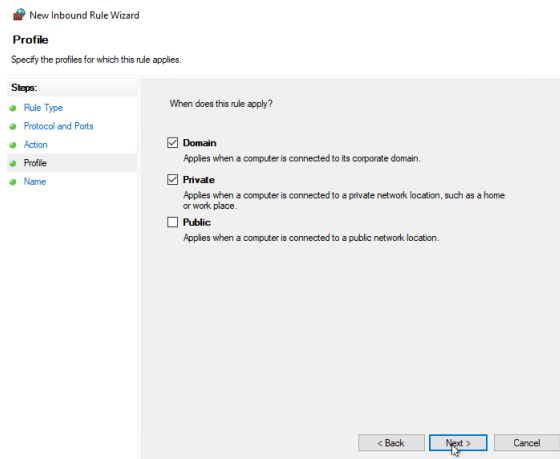 New Inbound Rule Wizard
Profile
Specify the profiles for which this rule applies.
Steps:
Rule Type
Protocol and Ports
Action
Profile
Name
When does this rule apply?
Domain
Applies when a computer is connected to its corporate domain.
Private
Applies when a computer is connected to a private network location, such as a home
or work place.
Public
Applies when a computer is connected to a public network location.
< Back
Next >
Cancel